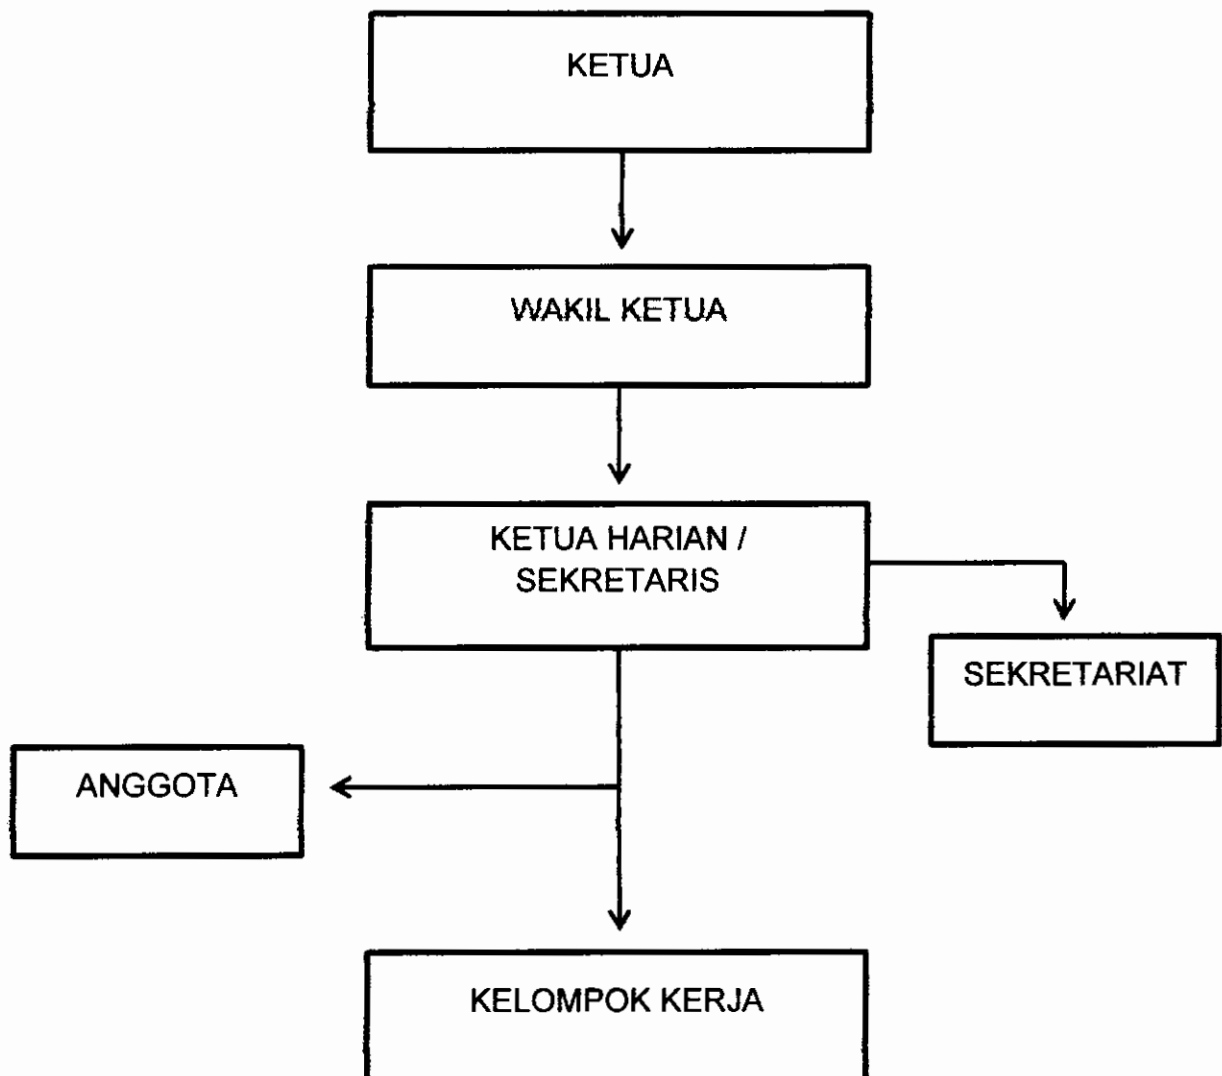 KETUA
WAKIL KETUA
KETUA HARIAN /
SEKRETARIS
SEKRETARIAT
ANGGOTA
KELOMPOK KERJA